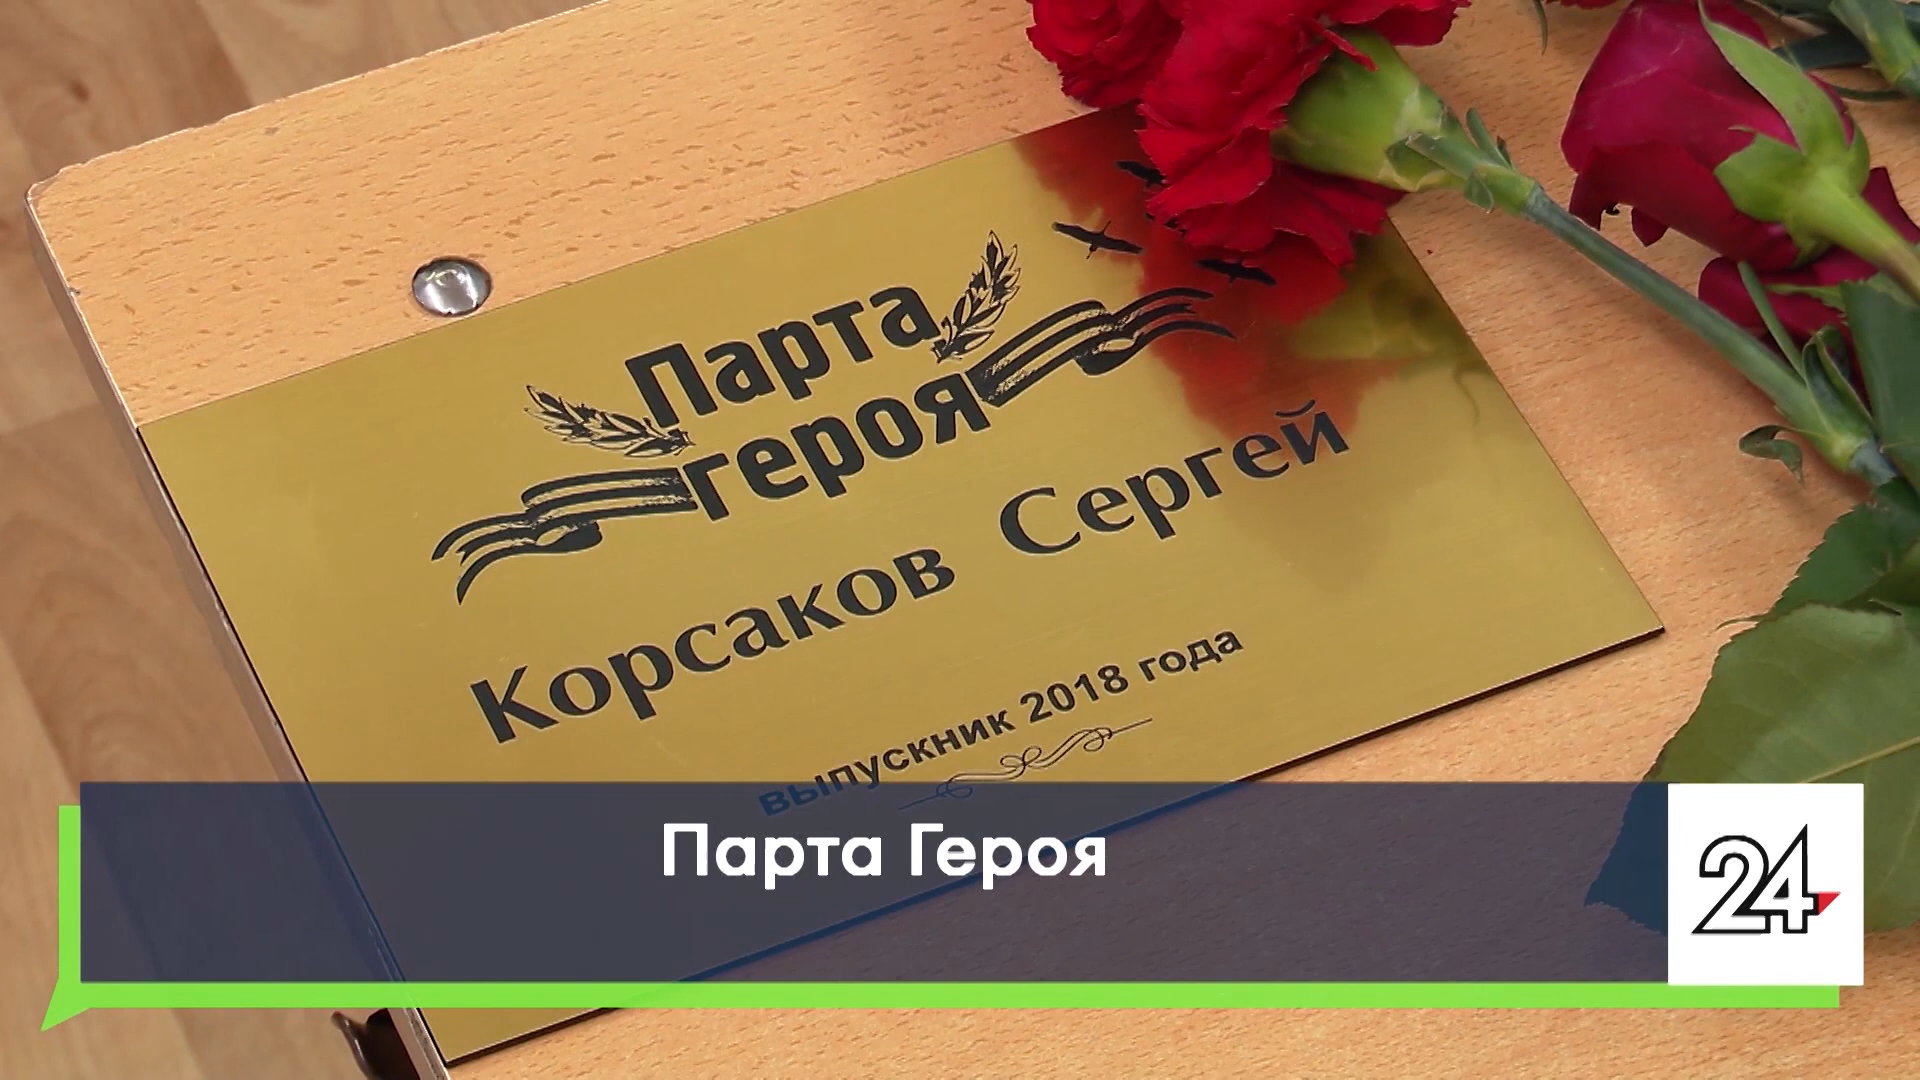 Парта
героя
Корсаков Сергей
выпускник 2018 года
Парта Героя
24